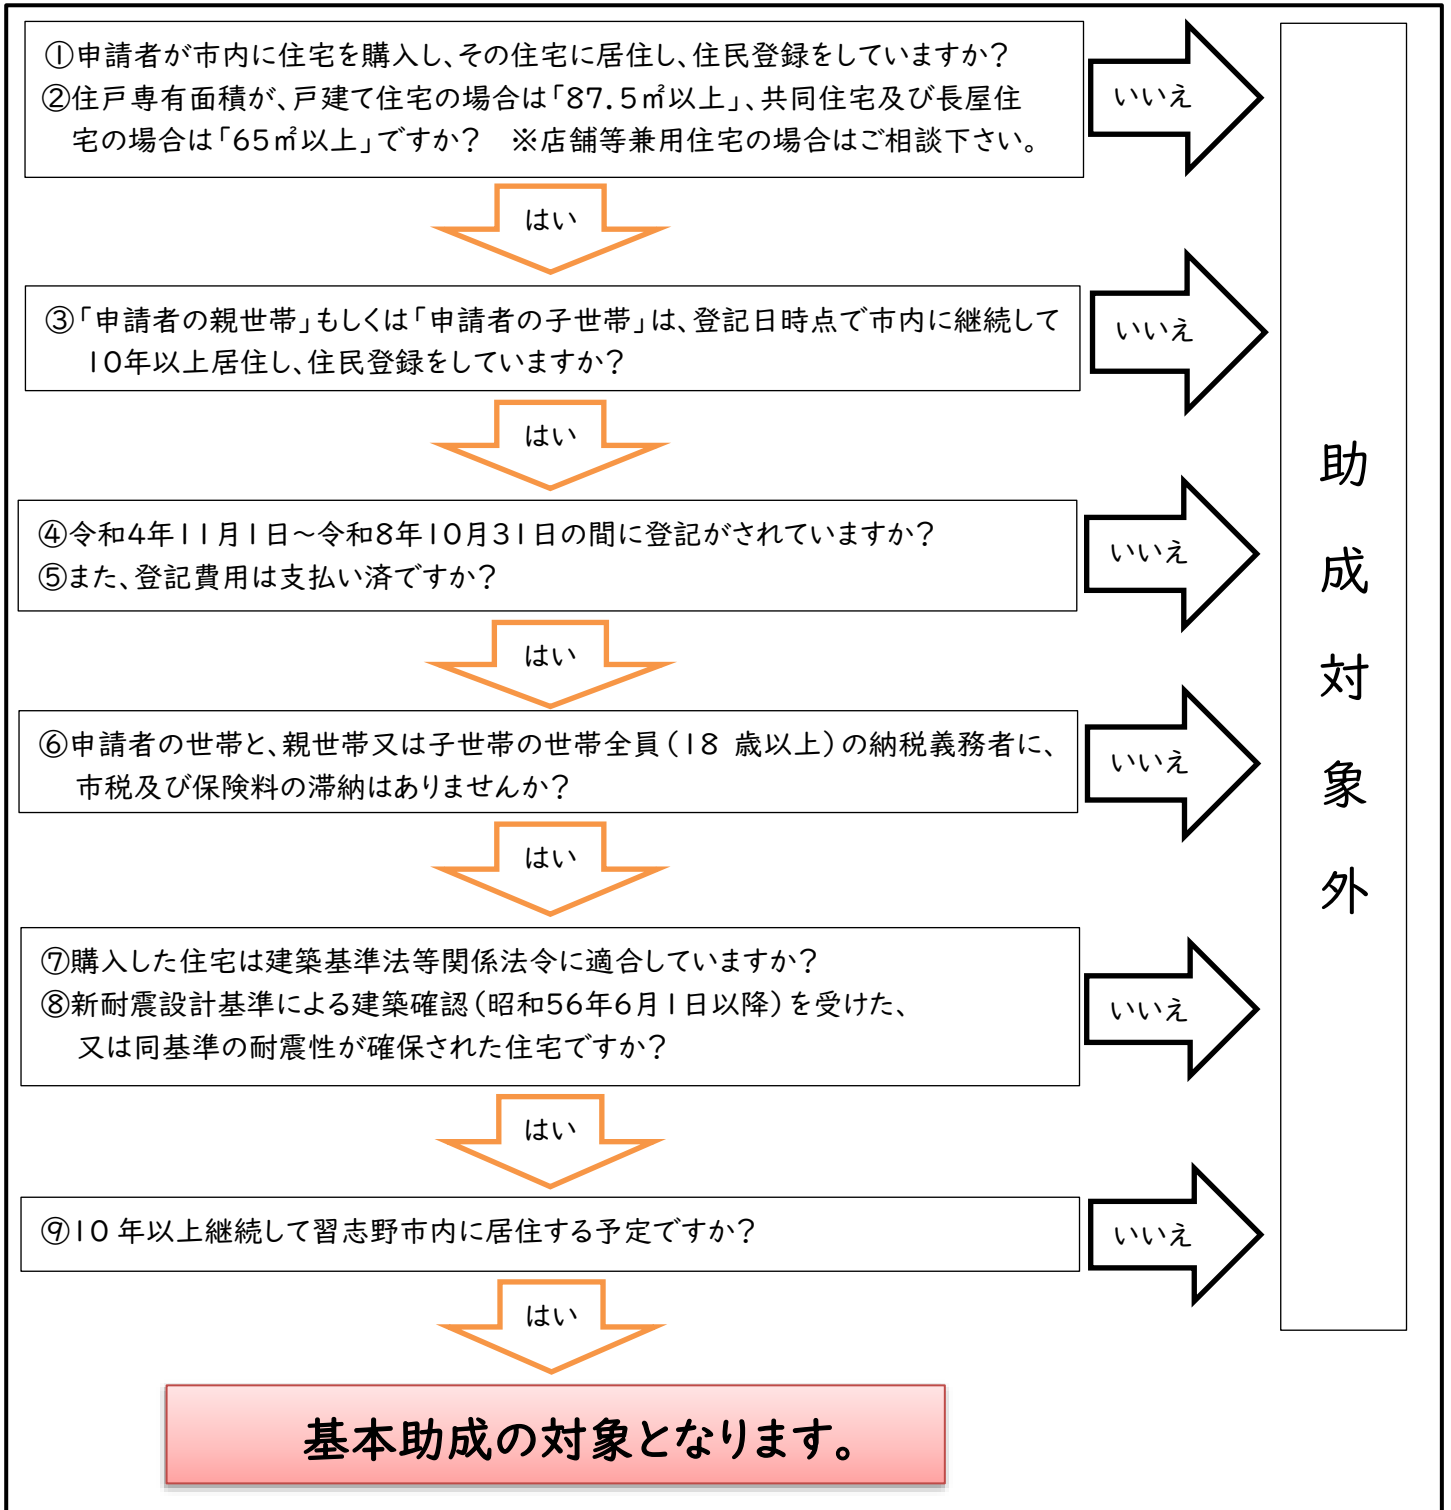 ①申請者が市内に住宅を購入し、その住宅に居住し、住民登録をしていますか？
②住戸専有面積が、戸建て住宅の場合は「87.5㎡以上」、共同住宅及び長屋住
宅の場合は「65㎡以上」ですか？　※店舗等兼用住宅の場合はご相談下さい。
いいえ
はい
③「申請者の親世帯」もしくは「申請者の子世帯」は、登記日時点で市内に継続して
10年以上居住し、住民登録をしていますか？
いいえ
はい
④令和4年11月1日～令和8年10月31日の間に登記がされていますか？
⑤また、登記費用は支払い済ですか？
いいえ
はい
⑥申請者の世帯と、親世帯又は子世帯の世帯全員（18 歳以上）の納税義務者に、
市税及び保険料の滞納はありませんか？
いいえ
はい
⑦購入した住宅は建築基準法等関係法令に適合していますか？
⑧新耐震設計基準による建築確認（昭和56年6月1日以降）を受けた、
又は同基準の耐震性が確保された住宅ですか？
いいえ
はい
⑨10 年以上継続して習志野市内に居住する予定ですか？
いいえ
はい
基本助成の対象となります。
助成対象外